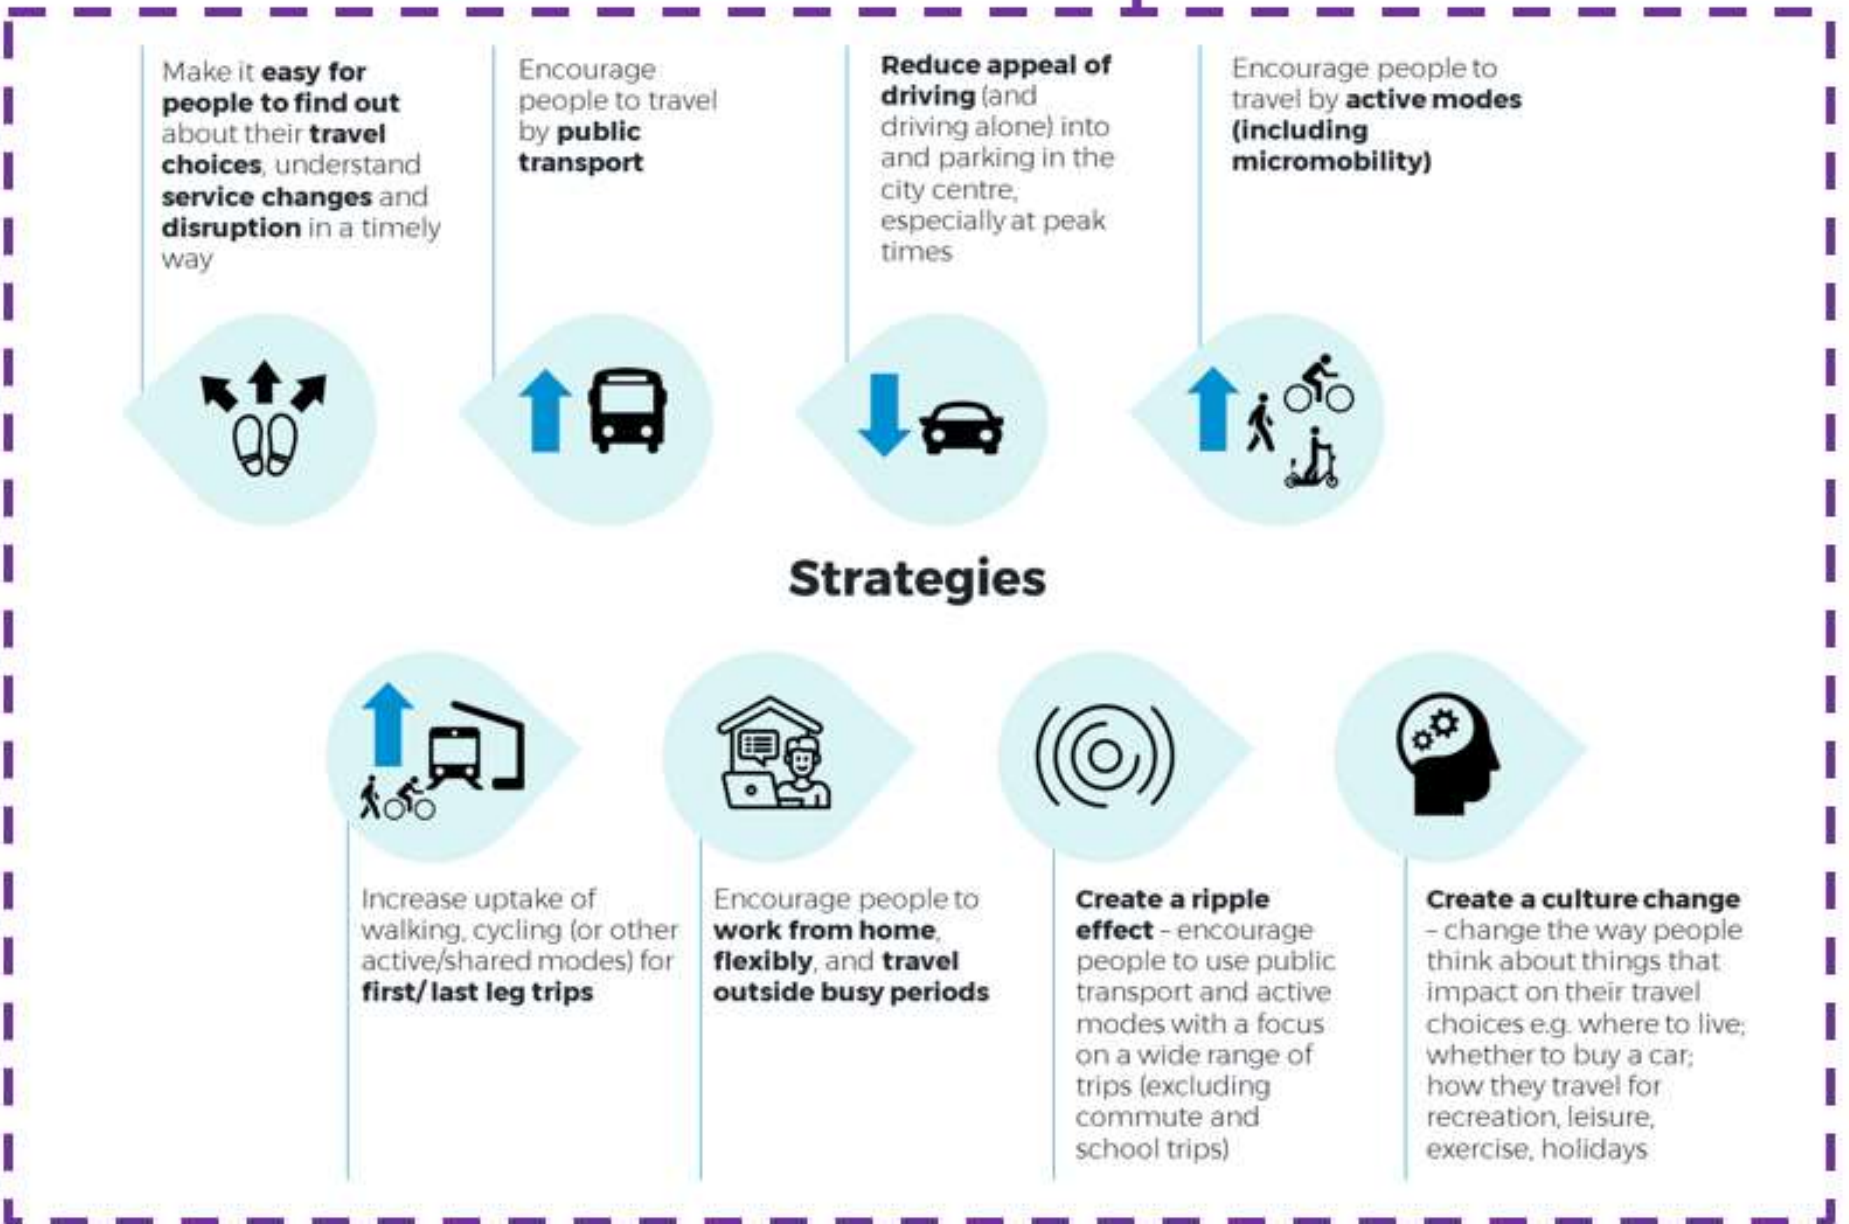 Make it easy for
people to find out
about their travel
choices, understand
service changes and
disruption in a timely
way
Encourage
people to travel
by public
transport
Reduce appeal of
driving (and
driving alone) into
and parking in the
city centre,
especially at peak
times
Encourage people to
travel by active modes
(including
micromobility)
Strategies
Increase uptake of
walking, cycling (or other
active/shared modes) for
first/ last leg trips
Encourage people to
work from home,
flexibly, and travel
outside busy periods
Create a ripple
effect - encourage
people to use public
transport and active
modes with a focus
on a wide range of
trips (excluding
commute and
school trips)
Create a culture change
- change the way people
think about things that
impact on their travel
choices e.g. where to live;
whether to buy a car;
how they travel for
recreation, leisure,
exercise, holidays